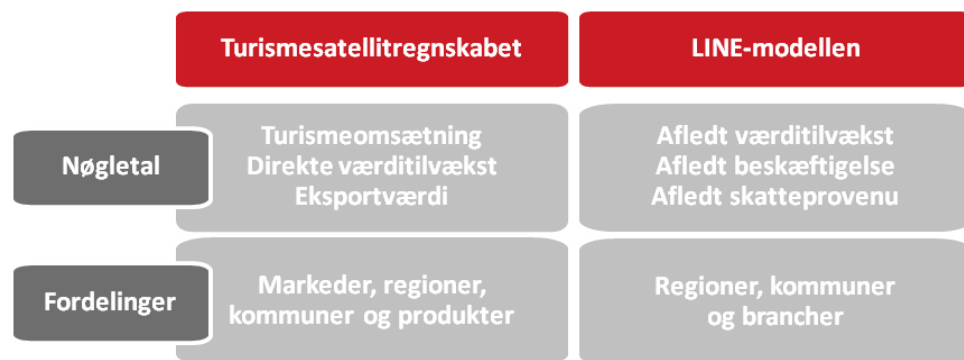 Turismesatellitregnskabet
LINE-modellen
Nøgletal
Turismeomsætning
Direkte værditilvækst
Eksportværdi
Afledt værditilvækst
Afledt beskæftigelse
Afledt skatteprovenu
Fordelinger
Markeder, regioner,
kommuner og produkter
Regioner, kommuner
og brancher